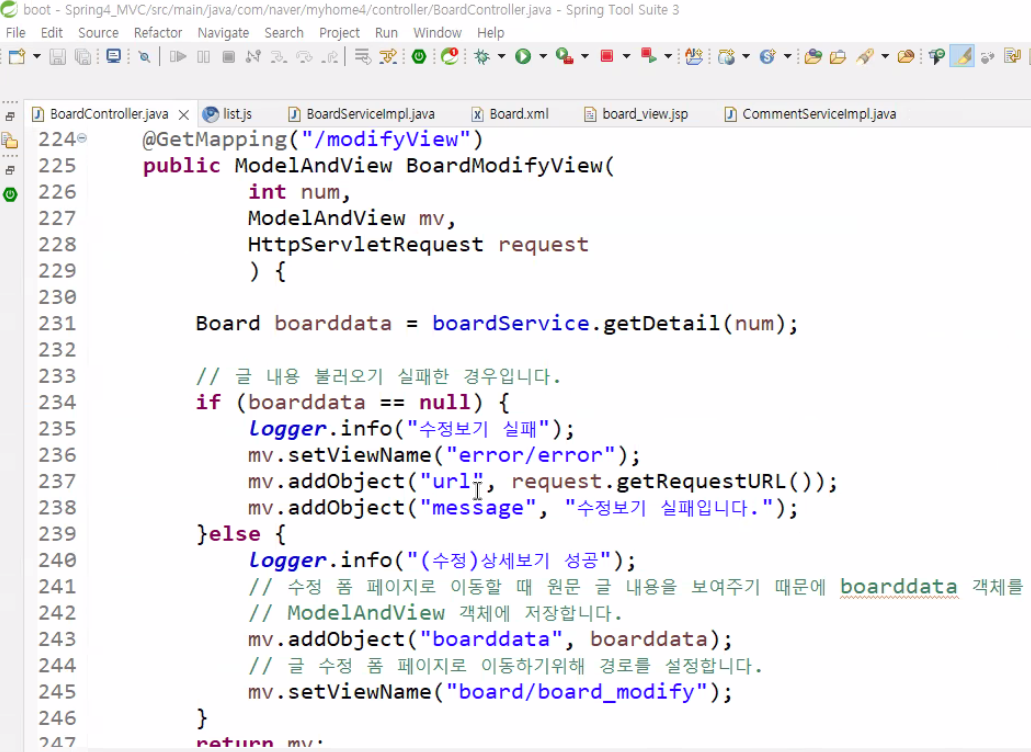 boot - Spring4_MVC/src/main/java/com/naver/myhome4/controller/BoardController.java - Spring Tool Suite 3
File Edit Source Refactor Navigate Search Project Run Window Help
BoardController.java list.js BoardServiceImpl.java Board.xml board_view.jsp CommentServiceImpl.java
224 @GetMapping("/modifyView")
225 public ModelAndView BoardModifyView(
226 int num,
227 ModelAndView mv,
228 HttpServletRequest request
229 ) {
230
231 Board boarddata = boardService.getDetail(num);
232
233 // 글 내용 불러오기 실패한 경우입니다.
234 if (boarddata == null) {
235 logger.info("수정보기 실패");
236 mv.setViewName("error/error");
237 mv.addObject("url", request.getRequestURL());
238 mv.addObject("message", "수정보기 실패입니다.");
239 }else {
240 logger.info("(수정)상세보기 성공");
241 // 수정 폼 페이지로 이동할 때 원문 글 내용을 보여주기 때문에 boarddata 객체를
242 // ModelAndView 객체에 저장합니다.
243 mv.addObject("boarddata", boarddata);
244 // 글 수정 폼 페이지로 이동하기위해 경로를 설정합니다.
245 mv.setViewName("board/board_modify");
246 }
247 return mv;